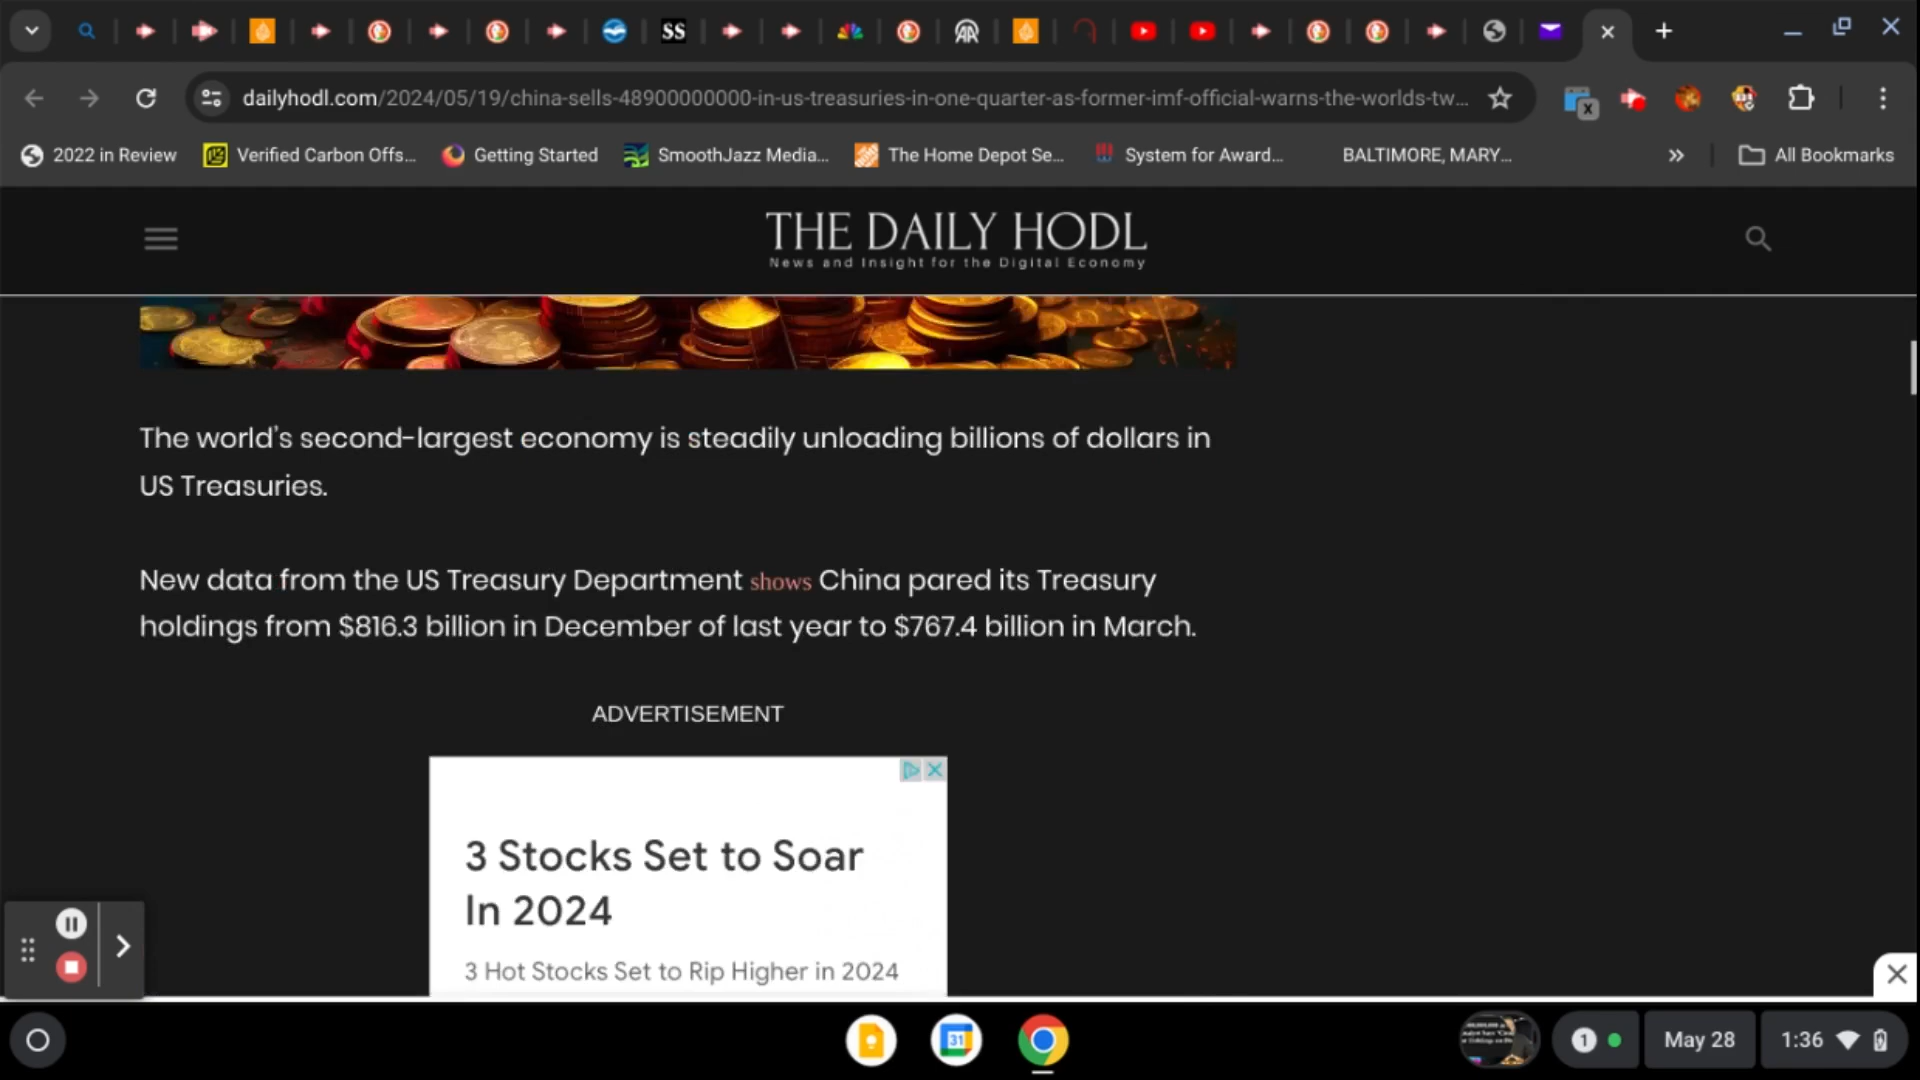 SS
dailyhodl.com/2024/05/19/china-sells-48900000000-in-us-treasuries-in-one-quarter-as-former-imf-official-warns-the-worlds-tw...
x
2022 in Review
Verified Carbon Offs...
Getting Started
SmoothJazz Media...
The Home Depot Se...
System for Award...
BALTIMORE, MARY...
All Bookmarks
THE DAILY HODL
News and Insight for the Digital Economy
The world's second-largest economy is steadily unloading billions of dollars in
US Treasuries.
New data from the US Treasury Department shows China pared its Treasury
holdings from $816.3 billion in December of last year to $767.4 billion in March.
ADVERTISEMENT
3 Stocks Set to Soar
In 2024
3 Hot Stocks Set to Rip Higher in 2024
31
1
May 28
1:36